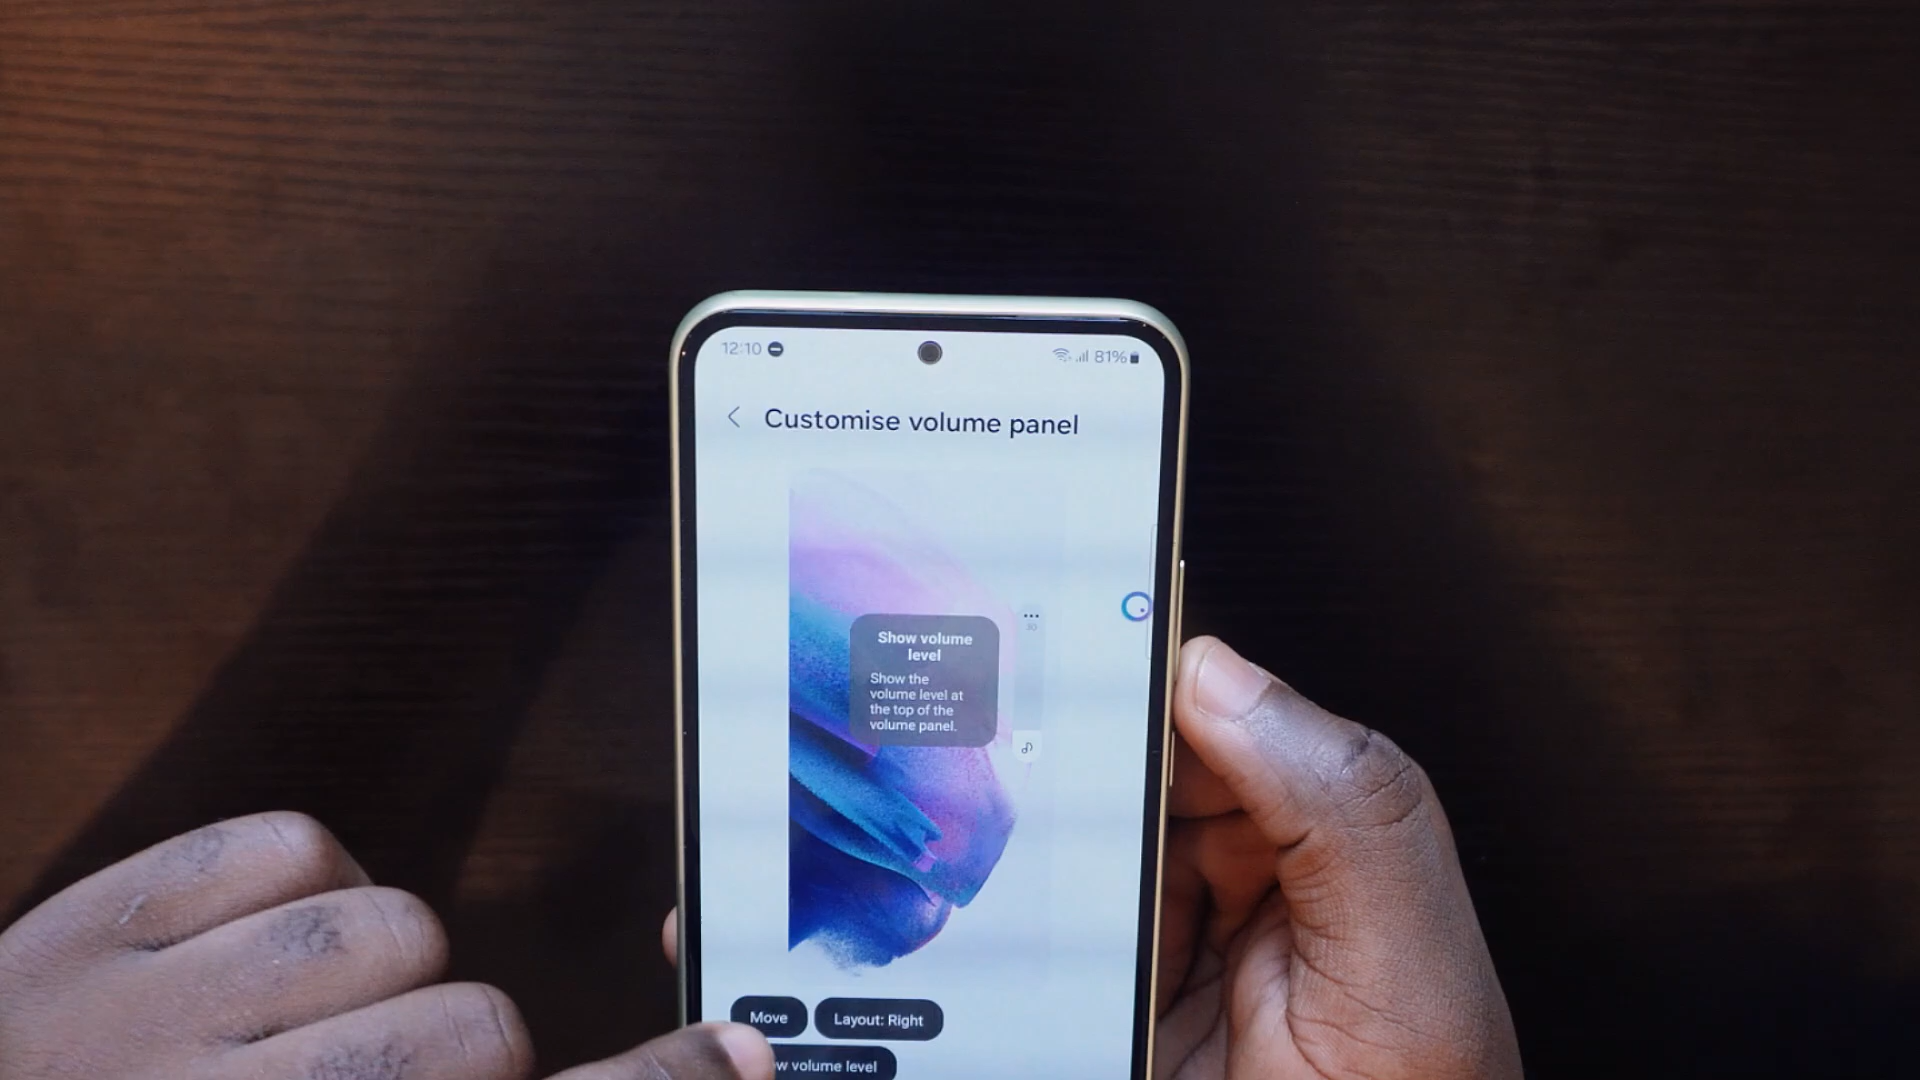 12:10
81%
Customise volume panel
Show volume
level
Show the
volume level at
the top of the
volume panel.
30
Move
Layout: Right
w volume level